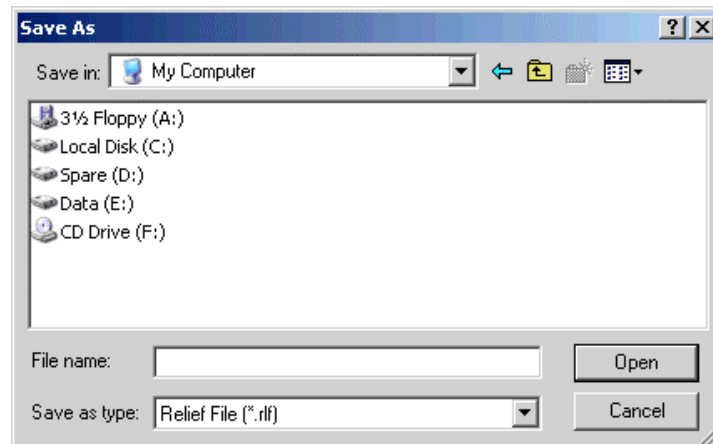 Save As
Save in: My Computer
3½ Floppy (A:)
Local Disk (C:)
Spare (D:)
Data (E:)
CD Drive (F:)
File name: Open
Save as type: Relief File (*.rlf) Cancel